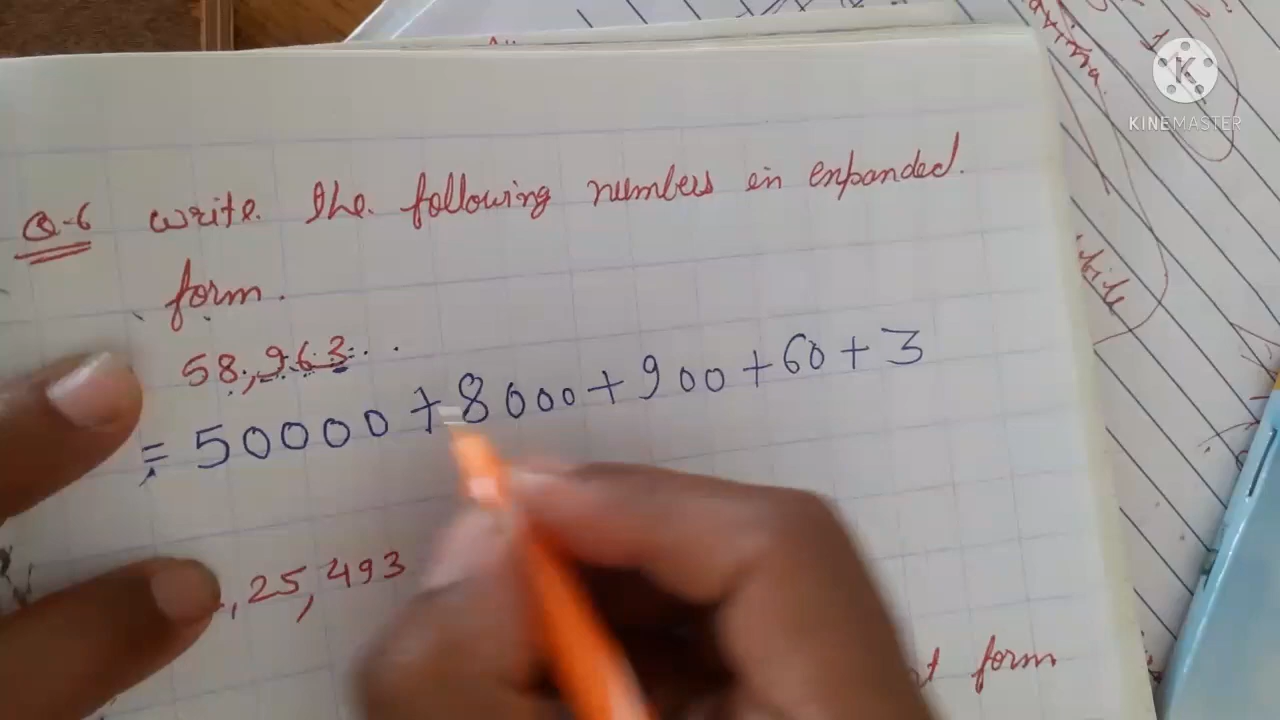 Q-6 write the following numbers in expanded
form.
58,963
= 50000 + 8000 + 900 + 60 + 3
,25,493
form
KINEMASTER